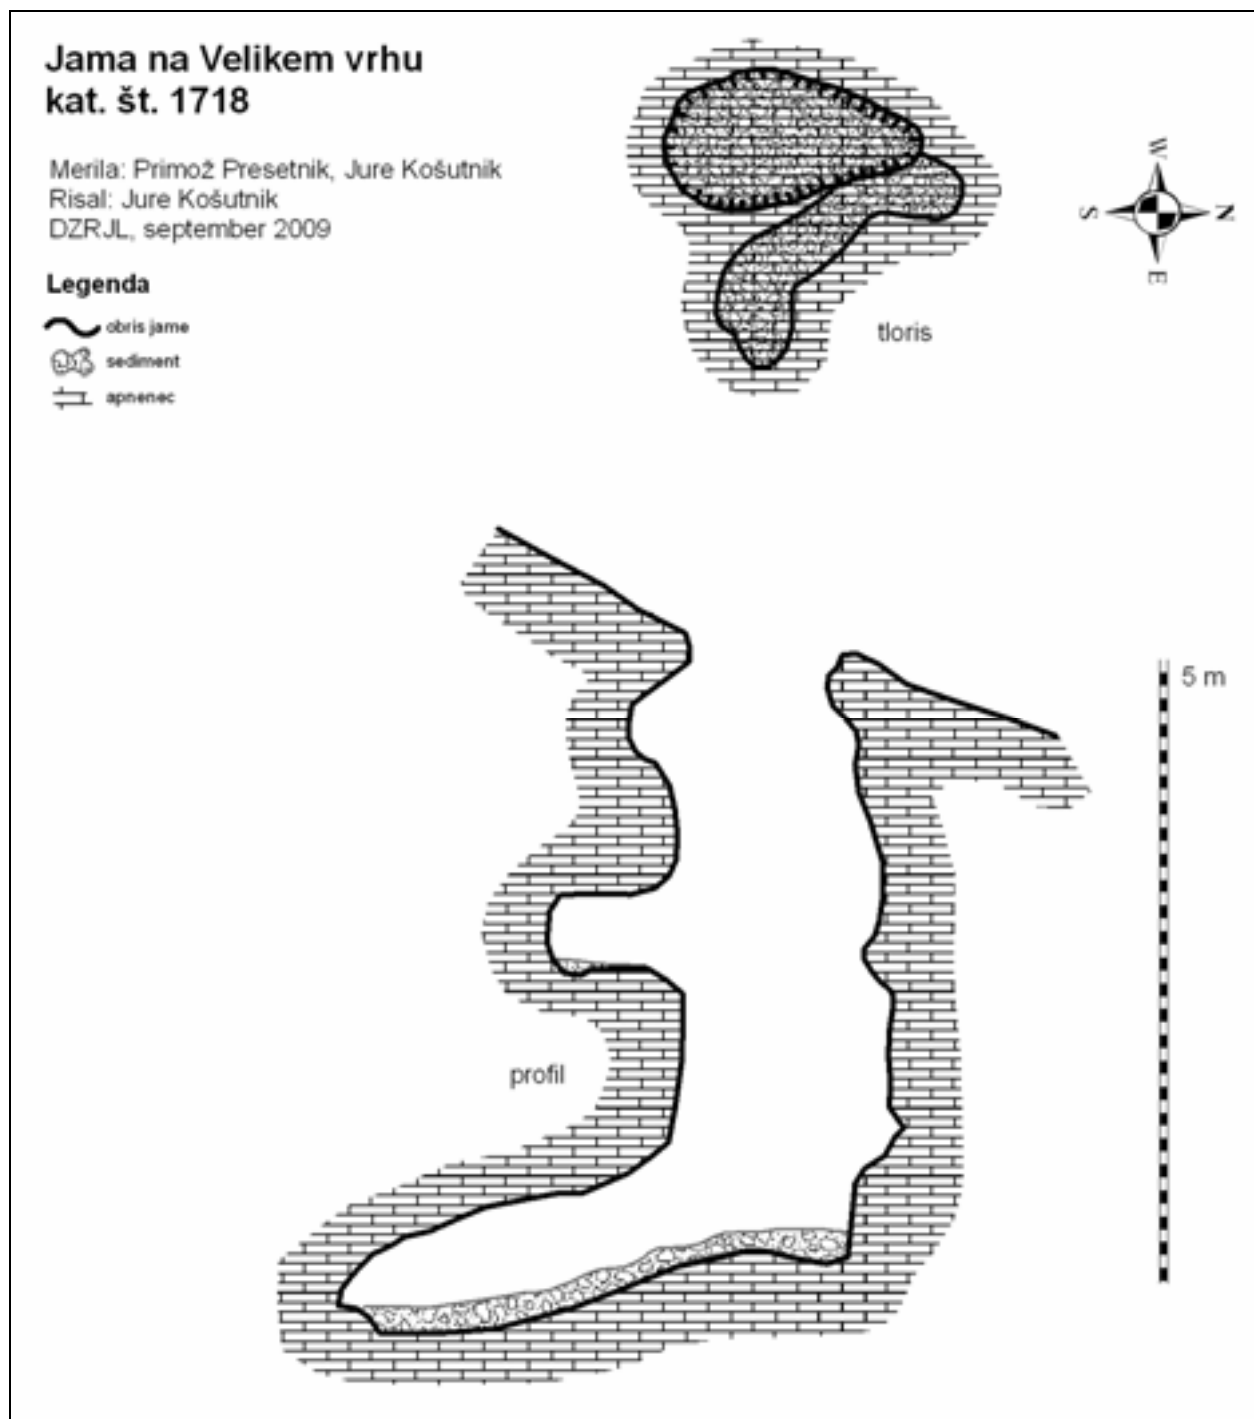 Jama na Velikem vrhu
kat. št. 1718
Merila: Primož Presetnik, Jure Košutnik
Risal: Jure Košutnik
DZRJL, september 2009
Legenda
obris jame
sediment
apnenec
W
S
N
E
tloris
5 m
profil